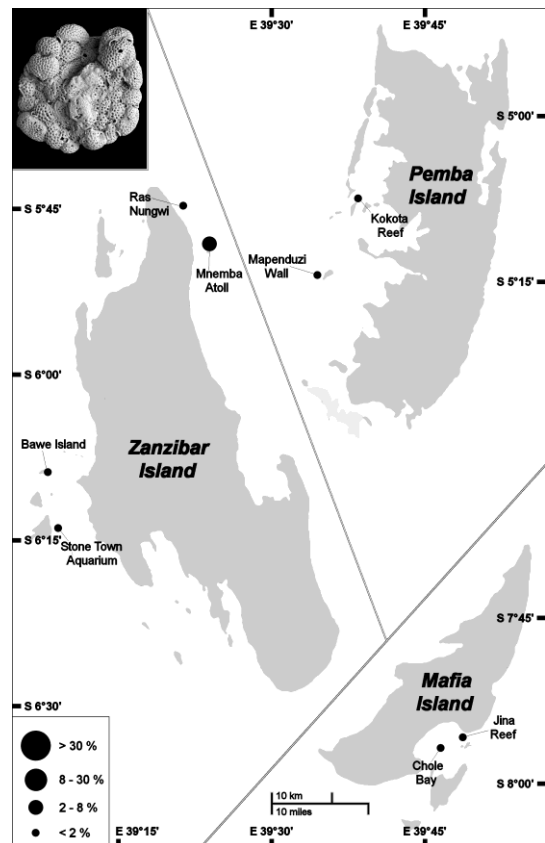 E 39°30'
E 39°45'
S 5°00'
Pemba
Island
Ras
Nungwi
S 5°45'
Kokota
Reef
Mnemba
Atoll
Mapenduzi
Wall
S 5°15'
S 6°00'
Bawe Island
Zanzibar
Island
S 6°15'
Stone Town
Aquarium
S 7°45'
Mafia
Island
S 6°30'
Jina
Reef
Chole
Bay
S 8°00'
> 30 %
8 - 30 %
2 - 8 %
< 2 %
10 km
10 miles
E 39°15'
E 39°30'
E 39°45'